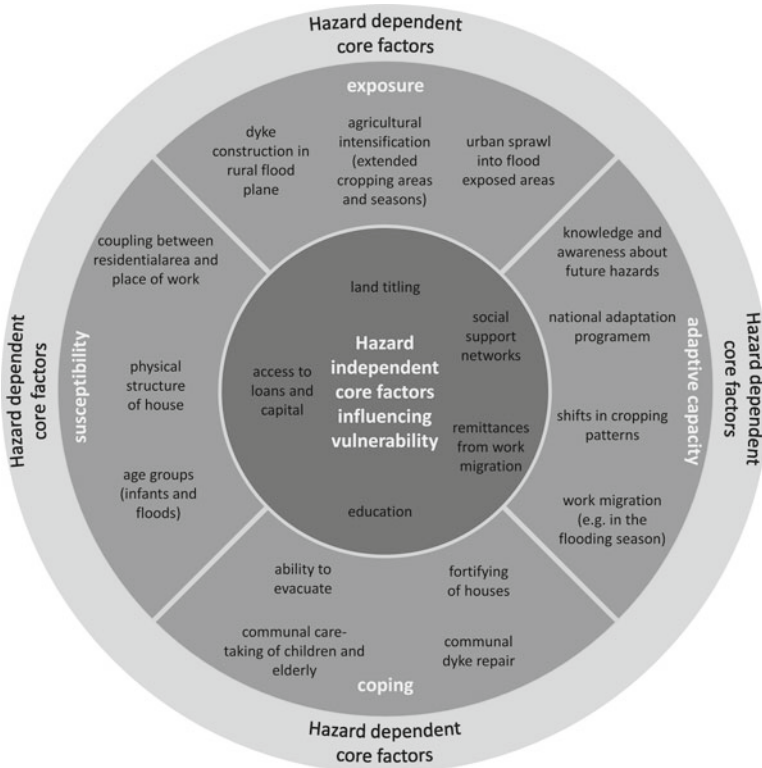 Hazard dependent
core factors
exposure
dyke
construction in
rural flood
plane
agricultural
intensification
(extended
cropping areas
and seasons)
urban sprawl
into flood
exposed areas
Hazard dependent
core factors
susceptibility
coupling between
residentialarea and
place of work
physical
structure
of house
age groups
(infants and
floods)
land titling
social
support
networks
access to
loans and
capital
Hazard
independent
core factors
influencing
vulnerability
remittances
from work
migration
education
knowledge and
awareness about
future hazards
national adaptation
programem
shifts in cropping
patterns
work migration
(e.g. in the
flooding season)
adaptive capacity
Hazard dependent
core factors
ability to
evacuate
fortifying
of houses
communal care-
taking of children and
elderly
communal
dyke repair
coping
Hazard dependent
core factors